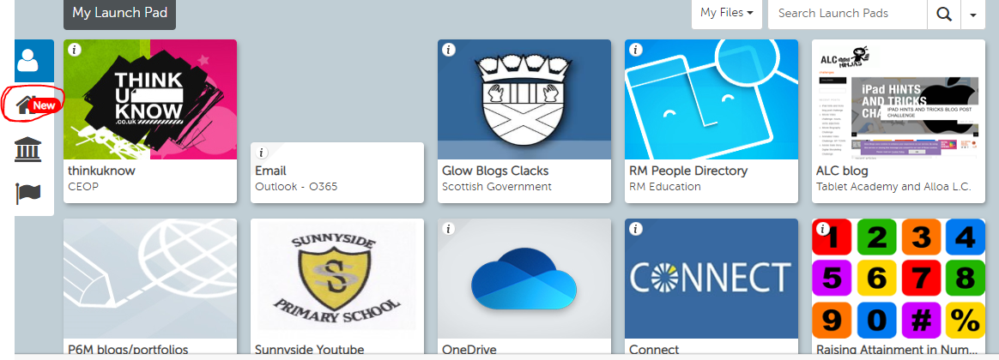 My Launch Pad
My Files
Search Launch Pads
New
THINK
U
KNOW
.co.uk
thinkuknow
CEOP
Email
Outlook - O365
Glow Blogs Clacks
Scottish Government
RM People Directory
RM Education
ALC NINJAS
iPad HINTS
AND TRICKS
CHA
IPAD HINTS AND TRICKS BLOG POST
CHALLENGE
ALC blog
Tablet Academy and Alloa L.C.
P6M blogs/portfolios
SUNNYSIDE
S
PRIMARY SCHOOL
Sunnyside Youtube
OneDrive
CONNECT
Connect
1 2 3 4
5 6 7 8
9 0 # %
Raising Attainment in Num...